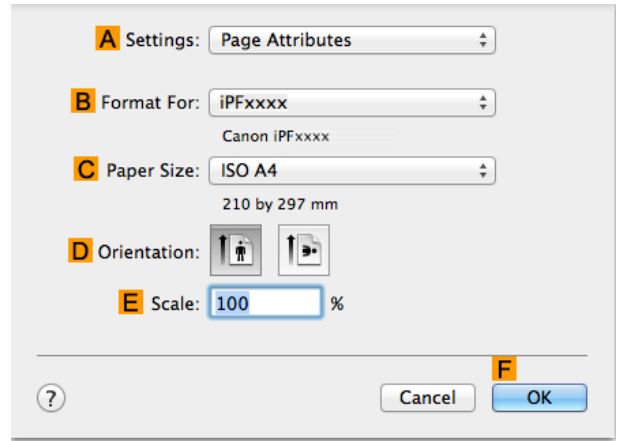 A Settings: Page Attributes
B Format For: iPFxxxx
Canon iPFxxxx
C Paper Size: ISO A4
210 by 297 mm
D Orientation:
E Scale: 100 %
F
? Cancel OK